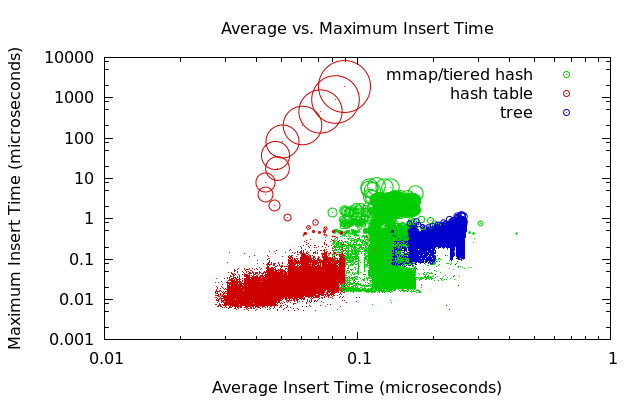 Average vs. Maximum Insert Time
10000
1000
100
10
1
0.1
0.01
0.001
Maximum Insert Time (microseconds)
mmap/tiered hash
hash table
tree
0.01
0.1
1
Average Insert Time (microseconds)